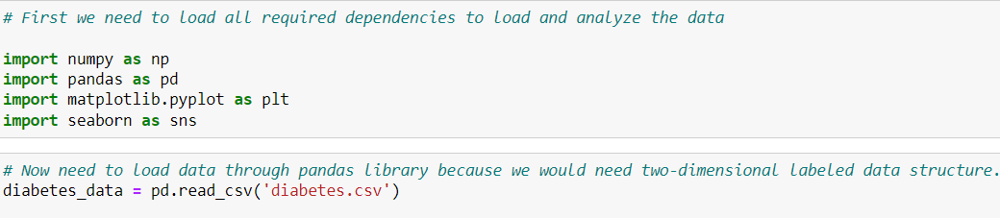 # First we need to load all required dependencies to load and analyze the data
import numpy as np
import pandas as pd
import matplotlib.pyplot as plt
import seaborn as sns
# Now need to load data through pandas library because we would need two-dimensional labeled data structure.
diabetes_data = pd.read_csv('diabetes.csv')